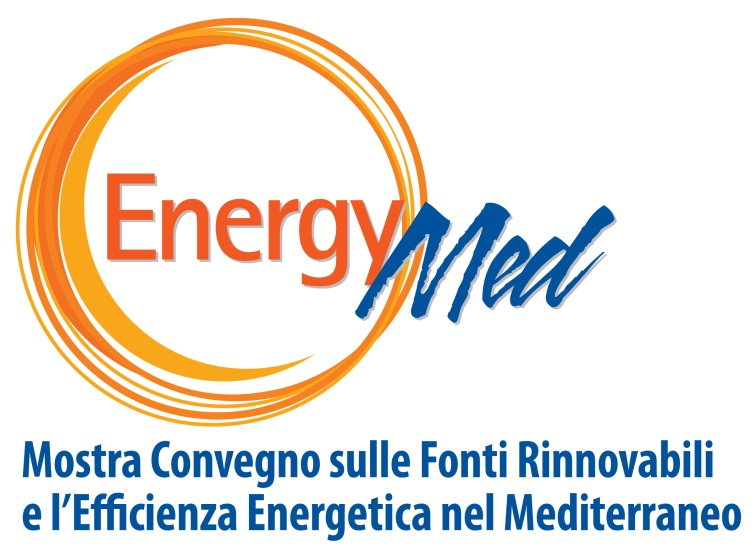 EnergyMed
Mostra Convegno sulle Fonti Rinnovabili
e l'Efficienza Energetica nel Mediterraneo